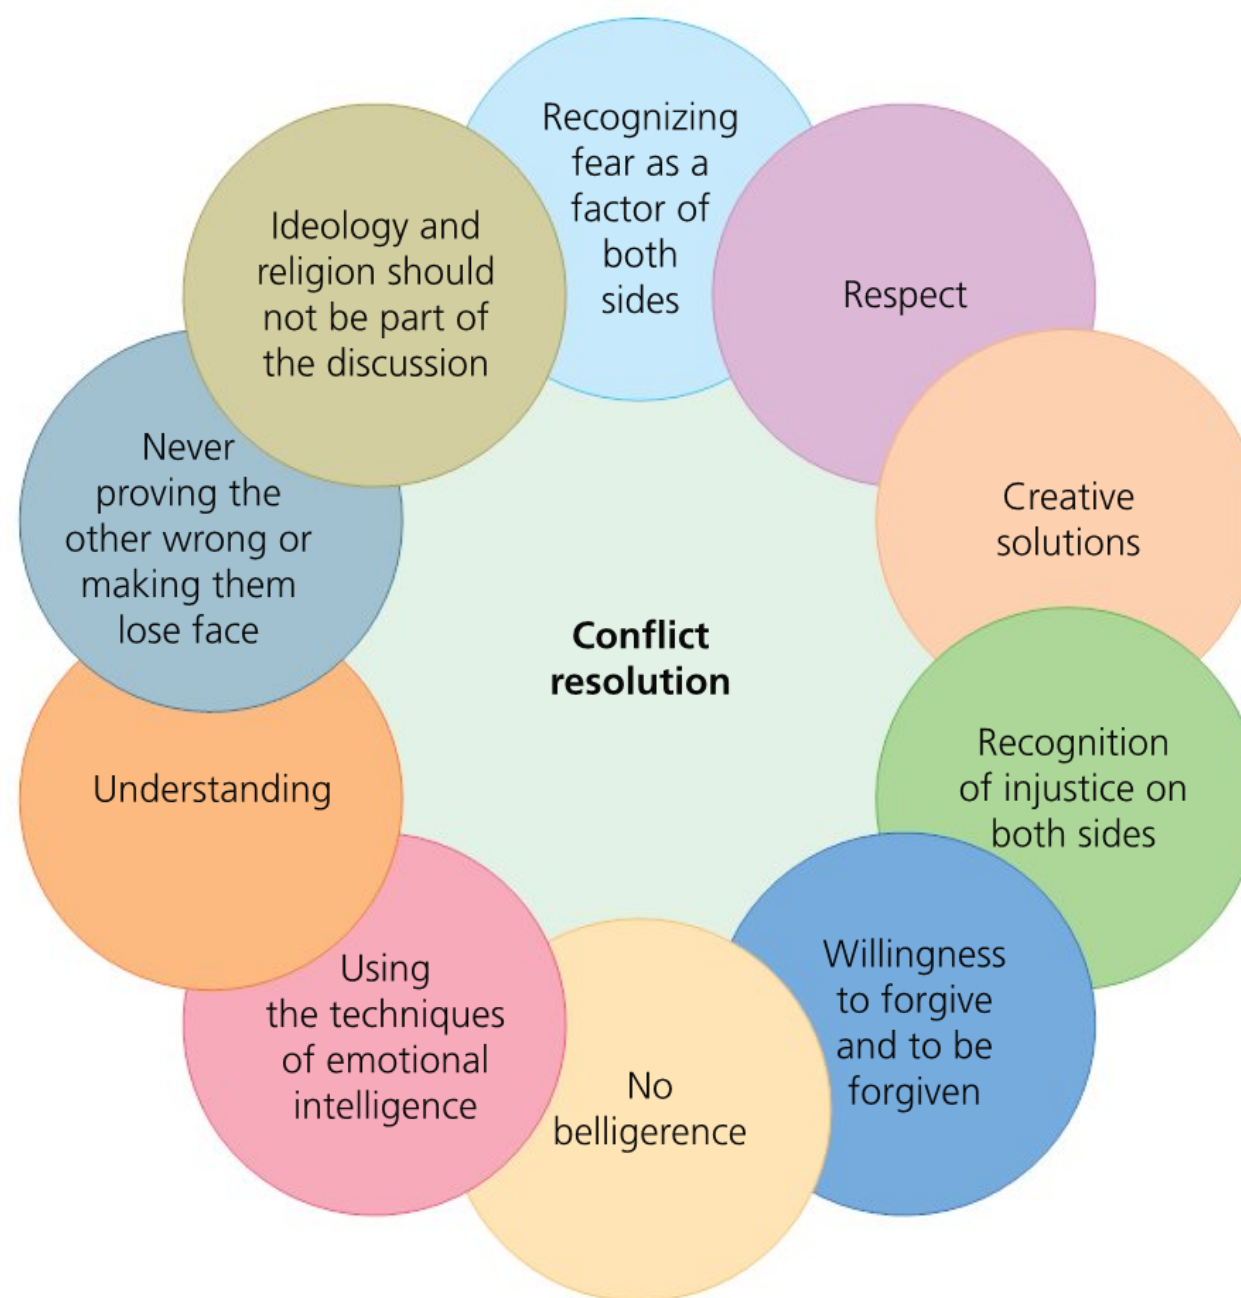 Recognizing
fear as a
factor of
both
sides
Respect
Creative
solutions
Recognition
of injustice on
both sides
Willingness
to forgive
and to be
forgiven
No
belligerence
Using
the techniques
of emotional
intelligence
Understanding
Never
proving the
other wrong or
making them
lose face
Ideology and
religion should
not be part of
the discussion
Conflict
resolution